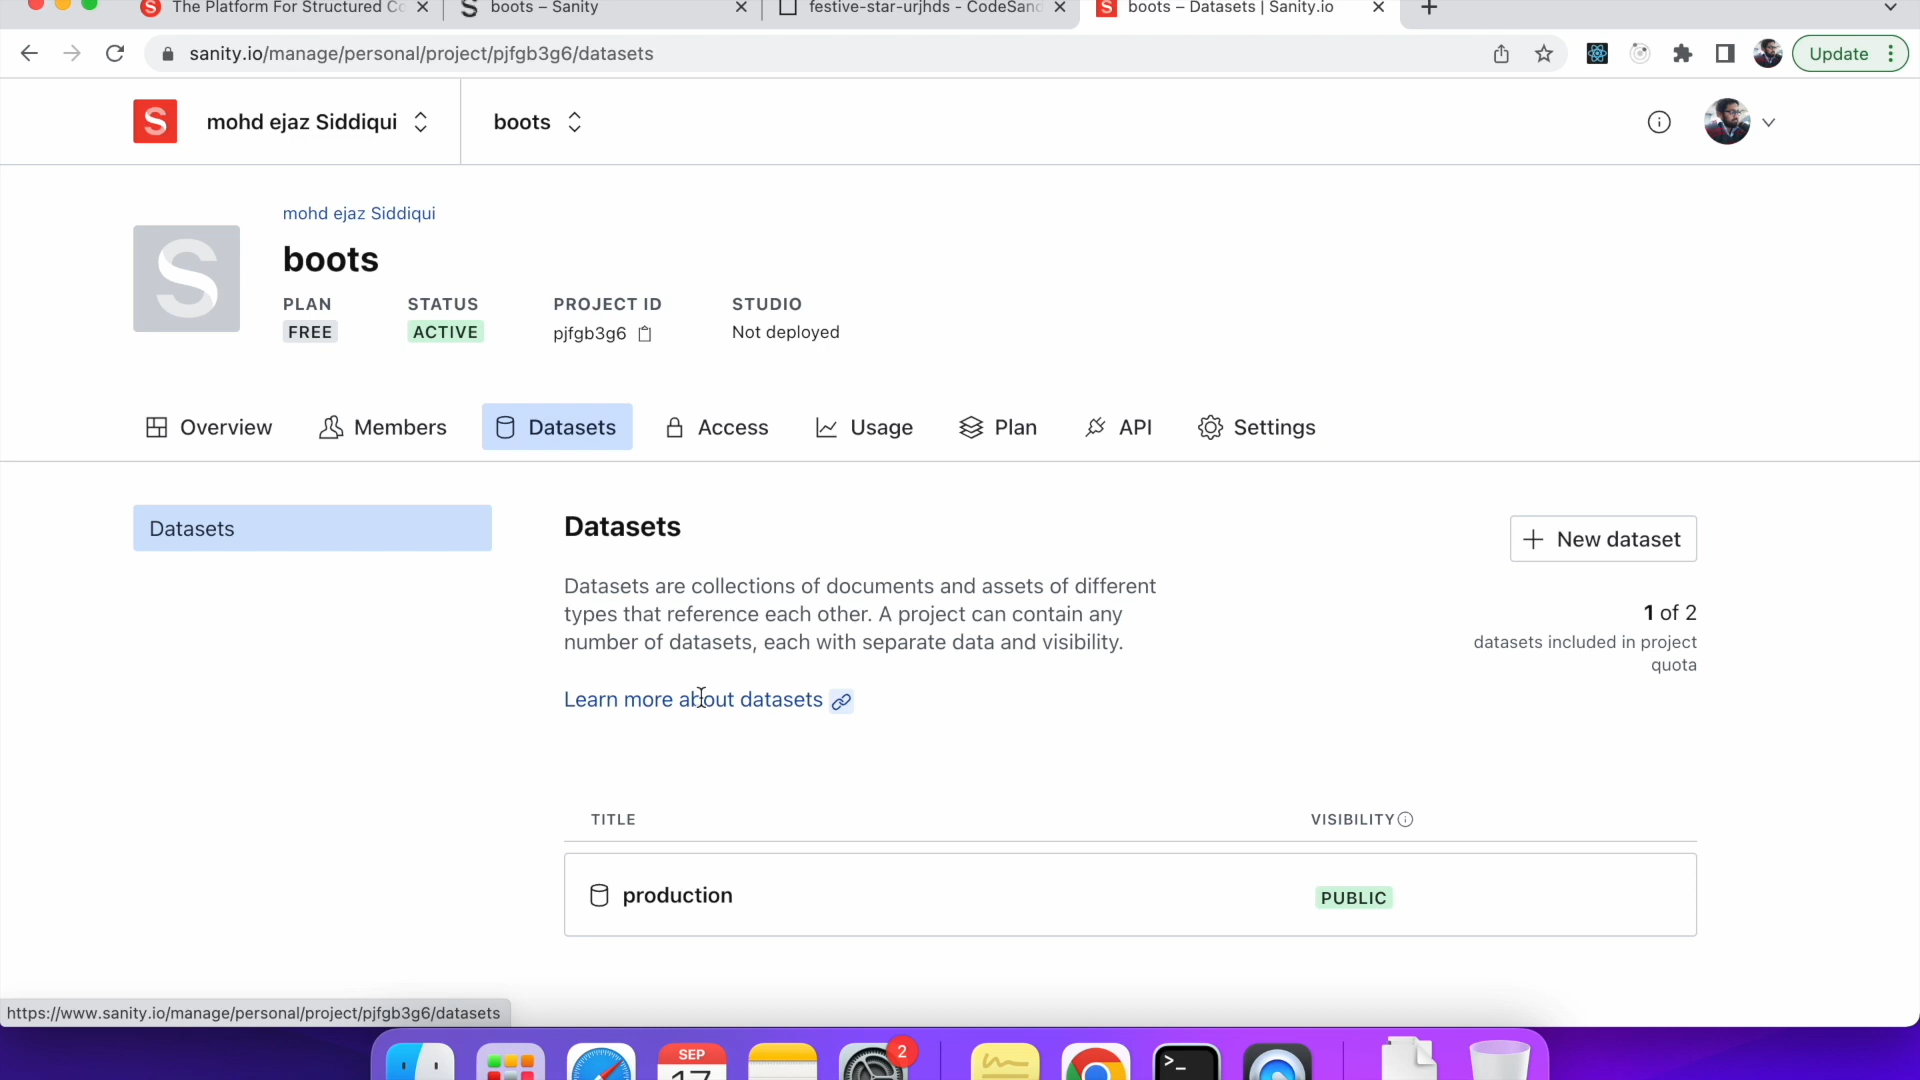 The Platform For Structured Co
boots – Sanity
festive-star-urjhds - CodeSand
boots – Datasets | Sanity.io
sanity.io/manage/personal/project/pjfgb3g6/datasets
Update
S mohd ejaz Siddiqui
boots
mohd ejaz Siddiqui
S
boots
PLAN STATUS PROJECT ID STUDIO
FREE ACTIVE pjfgb3g6 Not deployed
Overview Members Datasets Access Usage Plan API Settings
Datasets
Datasets
New dataset
Datasets are collections of documents and assets of different
types that reference each other. A project can contain any
number of datasets, each with separate data and visibility.
1 of 2
datasets included in project
quota
Learn more about datasets
TITLE VISIBILITY
production PUBLIC
https://www.sanity.io/manage/personal/project/pjfgb3g6/datasets
SEP
17
2